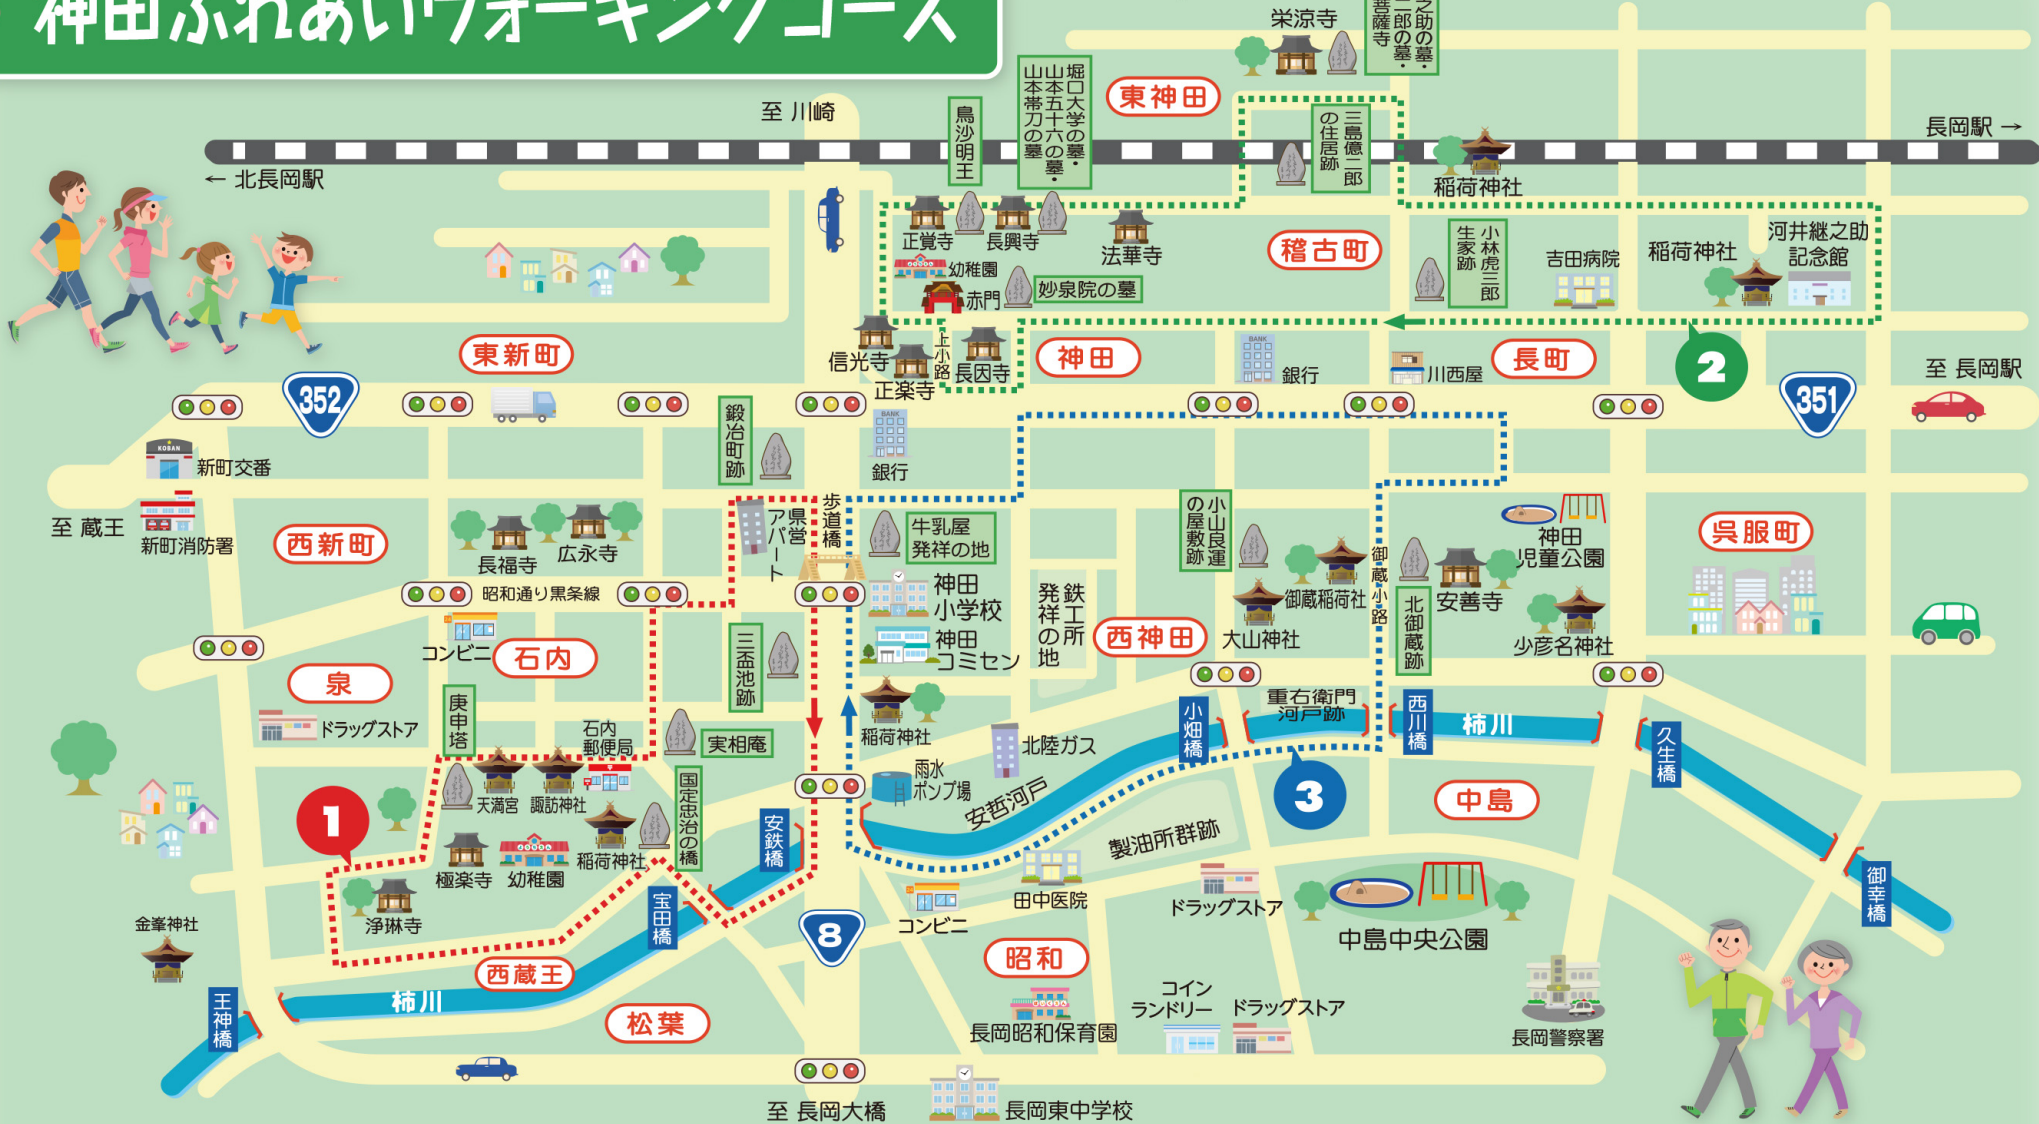 神田ふれあいウォーキングコース
栄涼寺
之助の墓・
二郎の墓・
菩薩寺
堀口大学の墓・
山本五十六の墓・
山本帯刀の墓
東神田
至 川崎
烏沙明王
三島億二郎
の住居跡
長岡駅 →
← 北長岡駅
稲荷神社
正覚寺
長興寺
法華寺
稽古町
小林虎三郎
生家跡
吉田病院
稲荷神社
河井継之助
記念館
幼稚園
赤門
妙泉院の墓
信光寺
正楽寺
上小路
長因寺
神田
BANK
銀行
川西屋
長町
2
至 長岡駅
東新町
352
351
鍛冶町跡
BANK
銀行
KOBAN
新町交番
至 蔵王
新町消防署
西新町
長福寺
広永寺
県営
アパート
歩道橋
牛乳屋
発祥の地
小山良運
の屋敷跡
御蔵小路
神田
児童公園
呉服町
昭和通り黒条線
神田
小学校
鉄工所
発祥の地
御蔵稲荷社
大山神社
安善寺
北御蔵跡
少彦名神社
コンビニ
石内
三盃池跡
神田
コミセン
西神田
泉
ドラッグストア
庚申塔
石内
郵便局
実相庵
稲荷神社
北陸ガス
小畑橋
重右衛門
河戸跡
西川橋
柿川
久生橋
天満宮
諏訪神社
国定忠治の橋
雨水
ポンプ場
安哲河戸
3
中島
1
極楽寺
幼稚園
稲荷神社
安鉄橋
製油所群跡
浄琳寺
宝田橋
8
コンビニ
田中医院
ドラッグストア
中島中央公園
御幸橋
金峯神社
西蔵王
昭和
王神橋
柿川
松葉
長岡昭和保育園
コイン
ランドリー
ドラッグストア
長岡警察署
至 長岡大橋
長岡東中学校